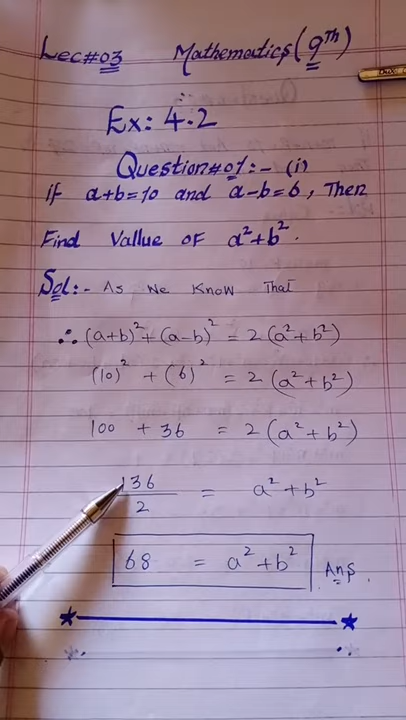 Lec#03 Mathematics (9Th)
Ex: 4.2
Question#01:- (i)
if a+b=10 and a-b=6, Then
Find Vallue OF a²+b².
Sol:- As We Know That
∴ (a+b)²+(a-b)² = 2(a²+b²)
(10)² + (6)² = 2(a²+b²)
100 + 36 = 2(a²+b²)
136
2 = a²+b²
68 = a²+b² Ans.